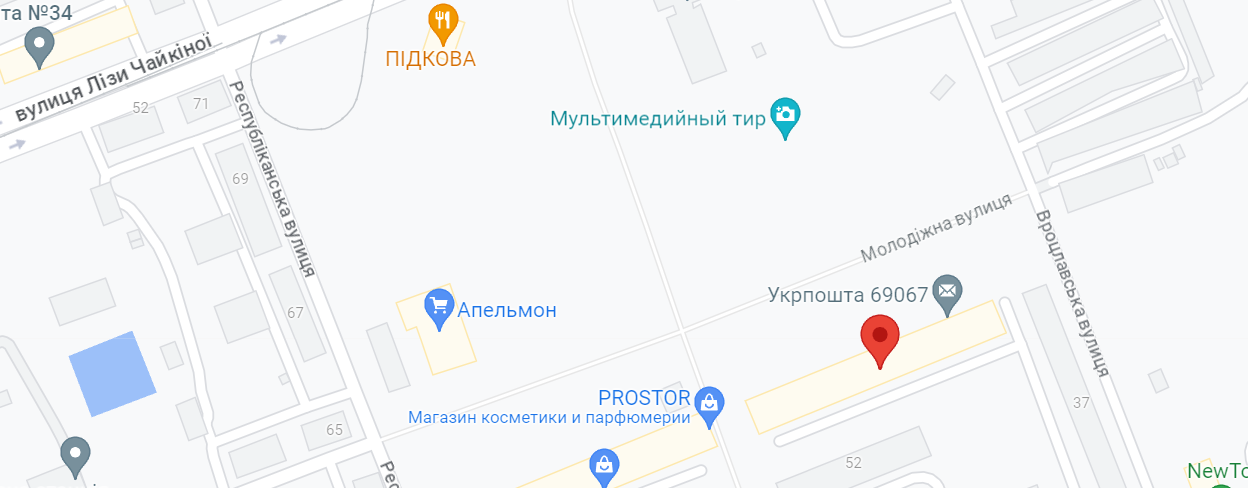 та №34
ПІДКОВА
вулиця Лізи Чайкіної
52
71
Республіканська вулиця
Мультимедийный тир
69
Молодіжна вулиця
Вроцлавська вулиця
Укрпошта 69067
67
Апельмон
PROSTOR
Магазин косметики и парфюмерии
37
65
52
Рес
NewTo